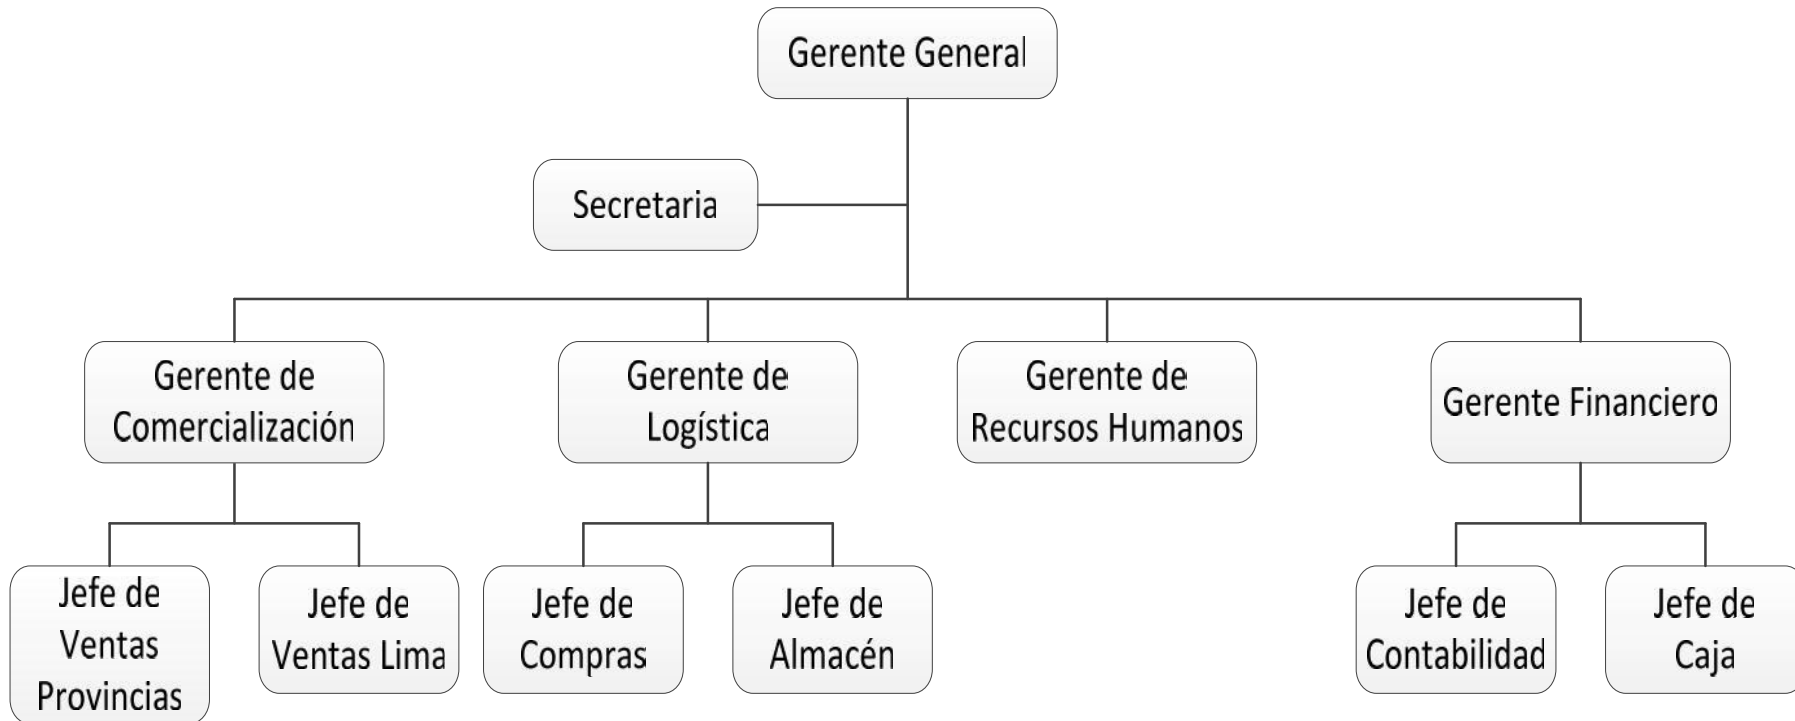 Gerente General
Secretaria
Gerente de
Comercialización
Gerente de
Logística
Gerente de
Recursos Humanos
Gerente Financiero
Jefe de
Ventas
Provincias
Jefe de
Ventas Lima
Jefe de
Compras
Jefe de
Almacén
Jefe de
Contabilidad
Jefe de
Caja